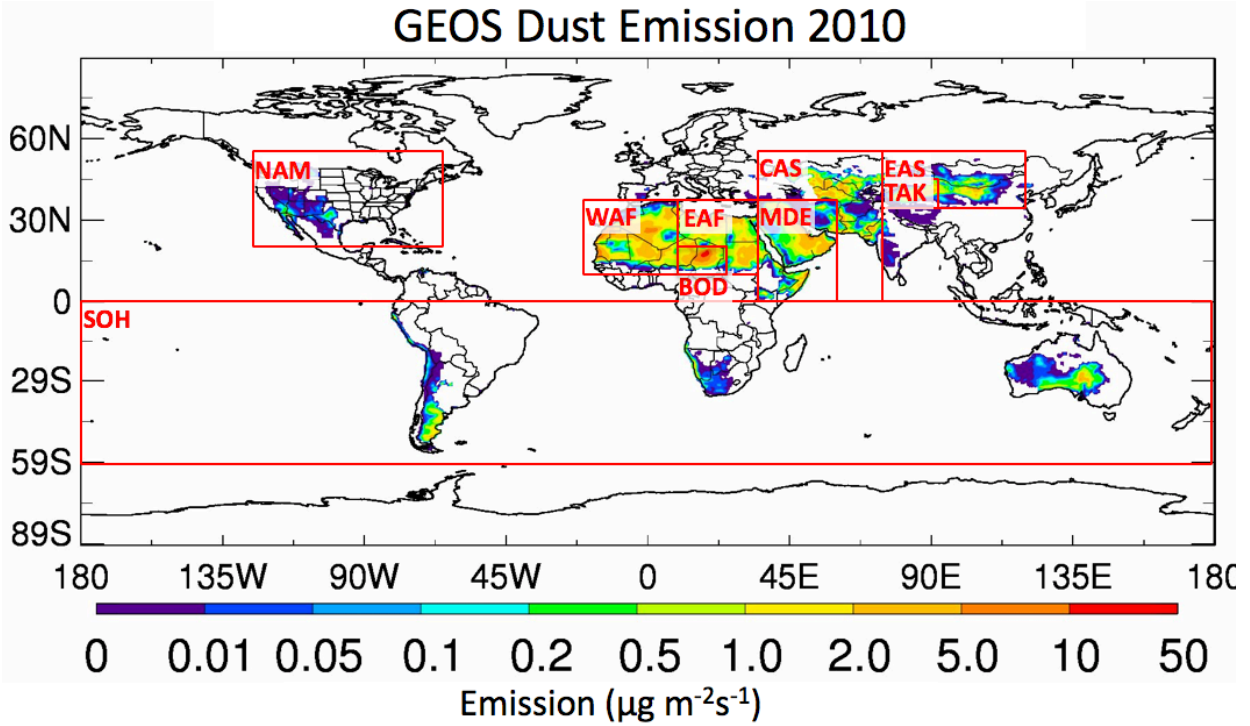 GEOS Dust Emission 2010
60N
30N
0
29S
59S
89S
NAM
CAS
EAS
TAK
WAF
EAF
MDE
BOD
SOH
180 135W 90W 45W 0 45E 90E 135E 180
0 0.01 0.05 0.1 0.2 0.5 1.0 2.0 5.0 10 50
Emission (µg m⁻²s⁻¹)